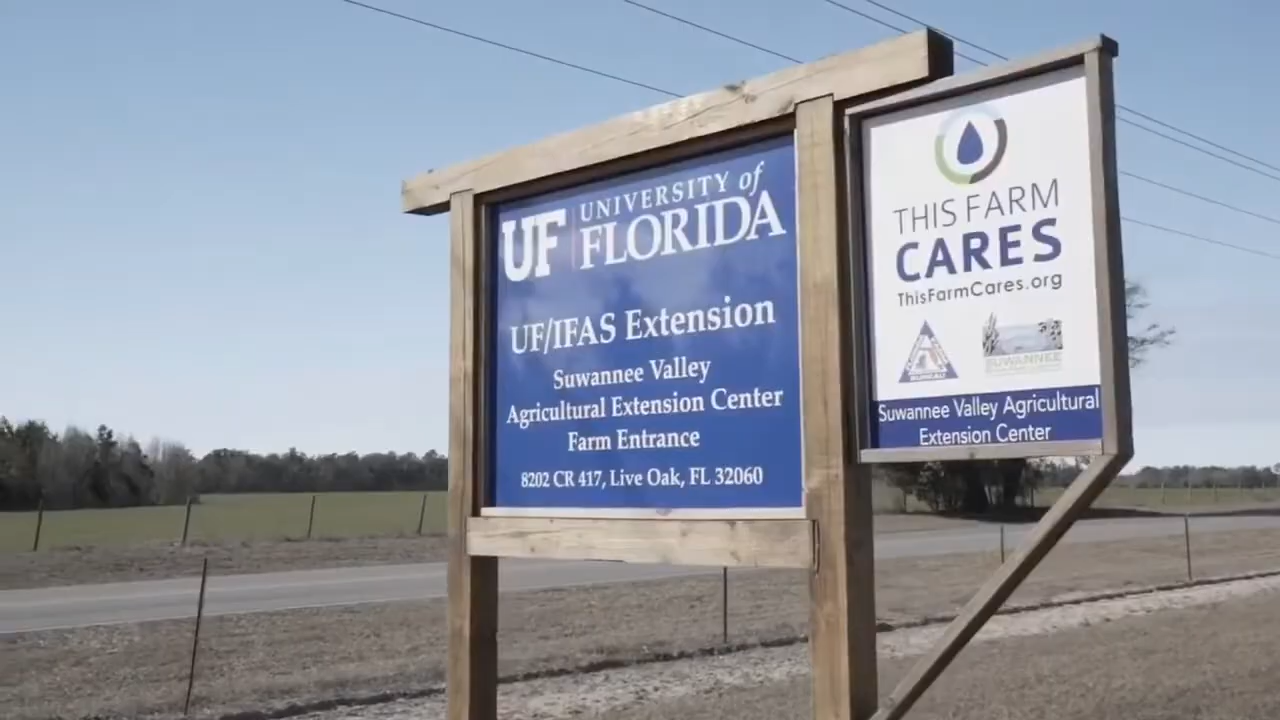 UF UNIVERSITY of
FLORIDA
UF/IFAS Extension
Suwannee Valley
Agricultural Extension Center
Farm Entrance
8202 CR 417, Live Oak, FL 32060
THIS FARM
CARES
ThisFarmCares.org
SUWANNEE
Suwannee Valley Agricultural
Extension Center